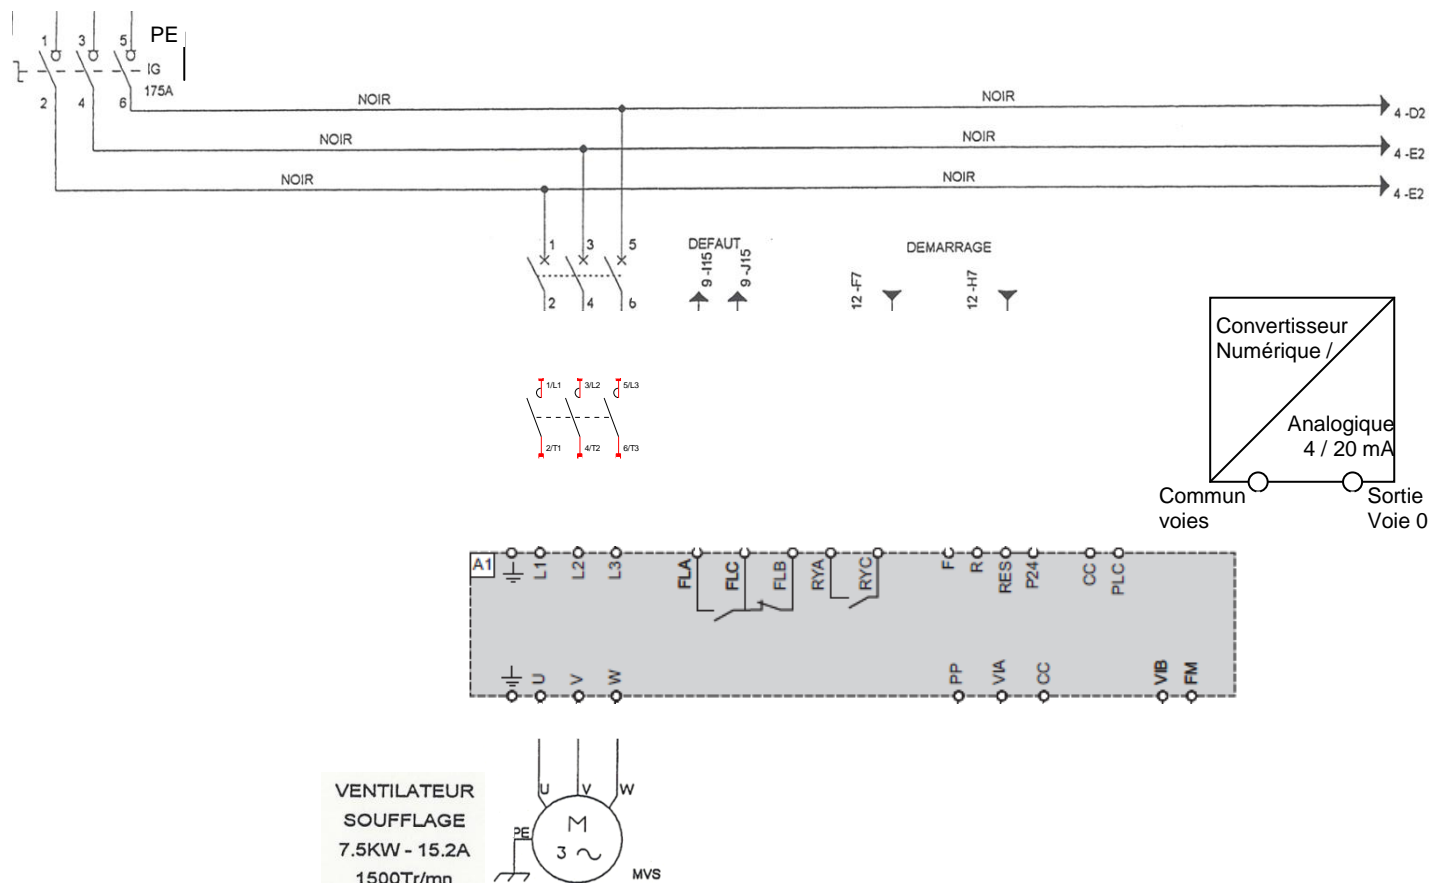 PE
1 3 5
IG
175A
2 4 6
NOIR NOIR
4 -D2
NOIR NOIR
4 -E2
NOIR NOIR
4 -E2
1 3 5
DEFAUT
DEMARRAGE
9 -I15
9 -J15
12 -F7
12 -H7
2 4 6
Convertisseur
Numérique /
Analogique
4 / 20 mA
Commun
voies
Sortie
Voie 0
1/L1 3/L2 5/L3
2/T1 4/T2 6/T3
A1
L1 L2 L3 FLA FLC FLB RYA RYC F R RES P24 CC PLC
U V W PP VIA CC VIB FM
VENTILATEUR
SOUFFLAGE
7.5KW - 15.2A
1500Tr/mn
U V W
PE
M
3 ~
MVS